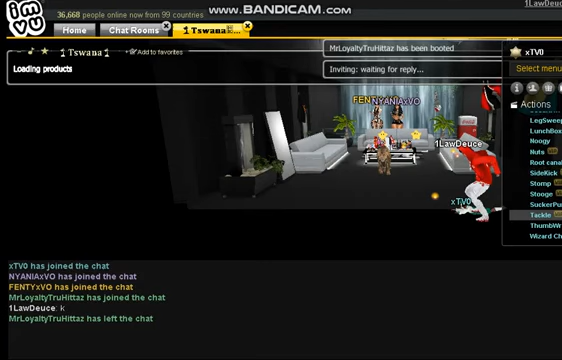 WWW.BANDICAM.COM
imvu
36,668 people online now from 99 countries
1LawDeuce
Home
Chat Rooms
1 Tswana
1 Tswana
Add to favorites
Loading products
MrLoyaltyTruHittaz has been booted
Inviting: waiting for reply...
xTV0
Select menu
Actions
LegSweep
LunchBox
Noogy
Nuts
Root canal
SideKick
Stomp
Stooge
SuckerPu
Tackle
ThumbWr
Wizard Ch
NYANIAxVO
1LawDeuce
xTV0
xTV0 has joined the chat
NYANIAxVO has joined the chat
FENTYxVO has joined the chat
MrLoyaltyTruHittaz has joined the chat
1LawDeuce: k
MrLoyaltyTruHittaz has left the chat